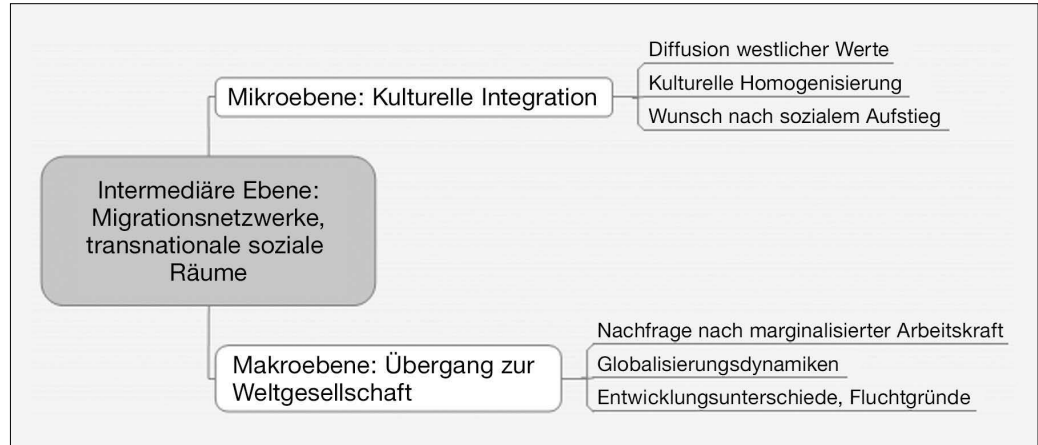 Diffusion westlicher Werte
Mikroebene: Kulturelle Integration
Kulturelle Homogenisierung
Wunsch nach sozialem Aufstieg
Intermediäre Ebene:
Migrationsnetzwerke,
transnationale soziale
Räume
Makroebene: Übergang zur
Weltgesellschaft
Nachfrage nach marginalisierter Arbeitskraft
Globalisierungsdynamiken
Entwicklungsunterschiede, Fluchtgründe